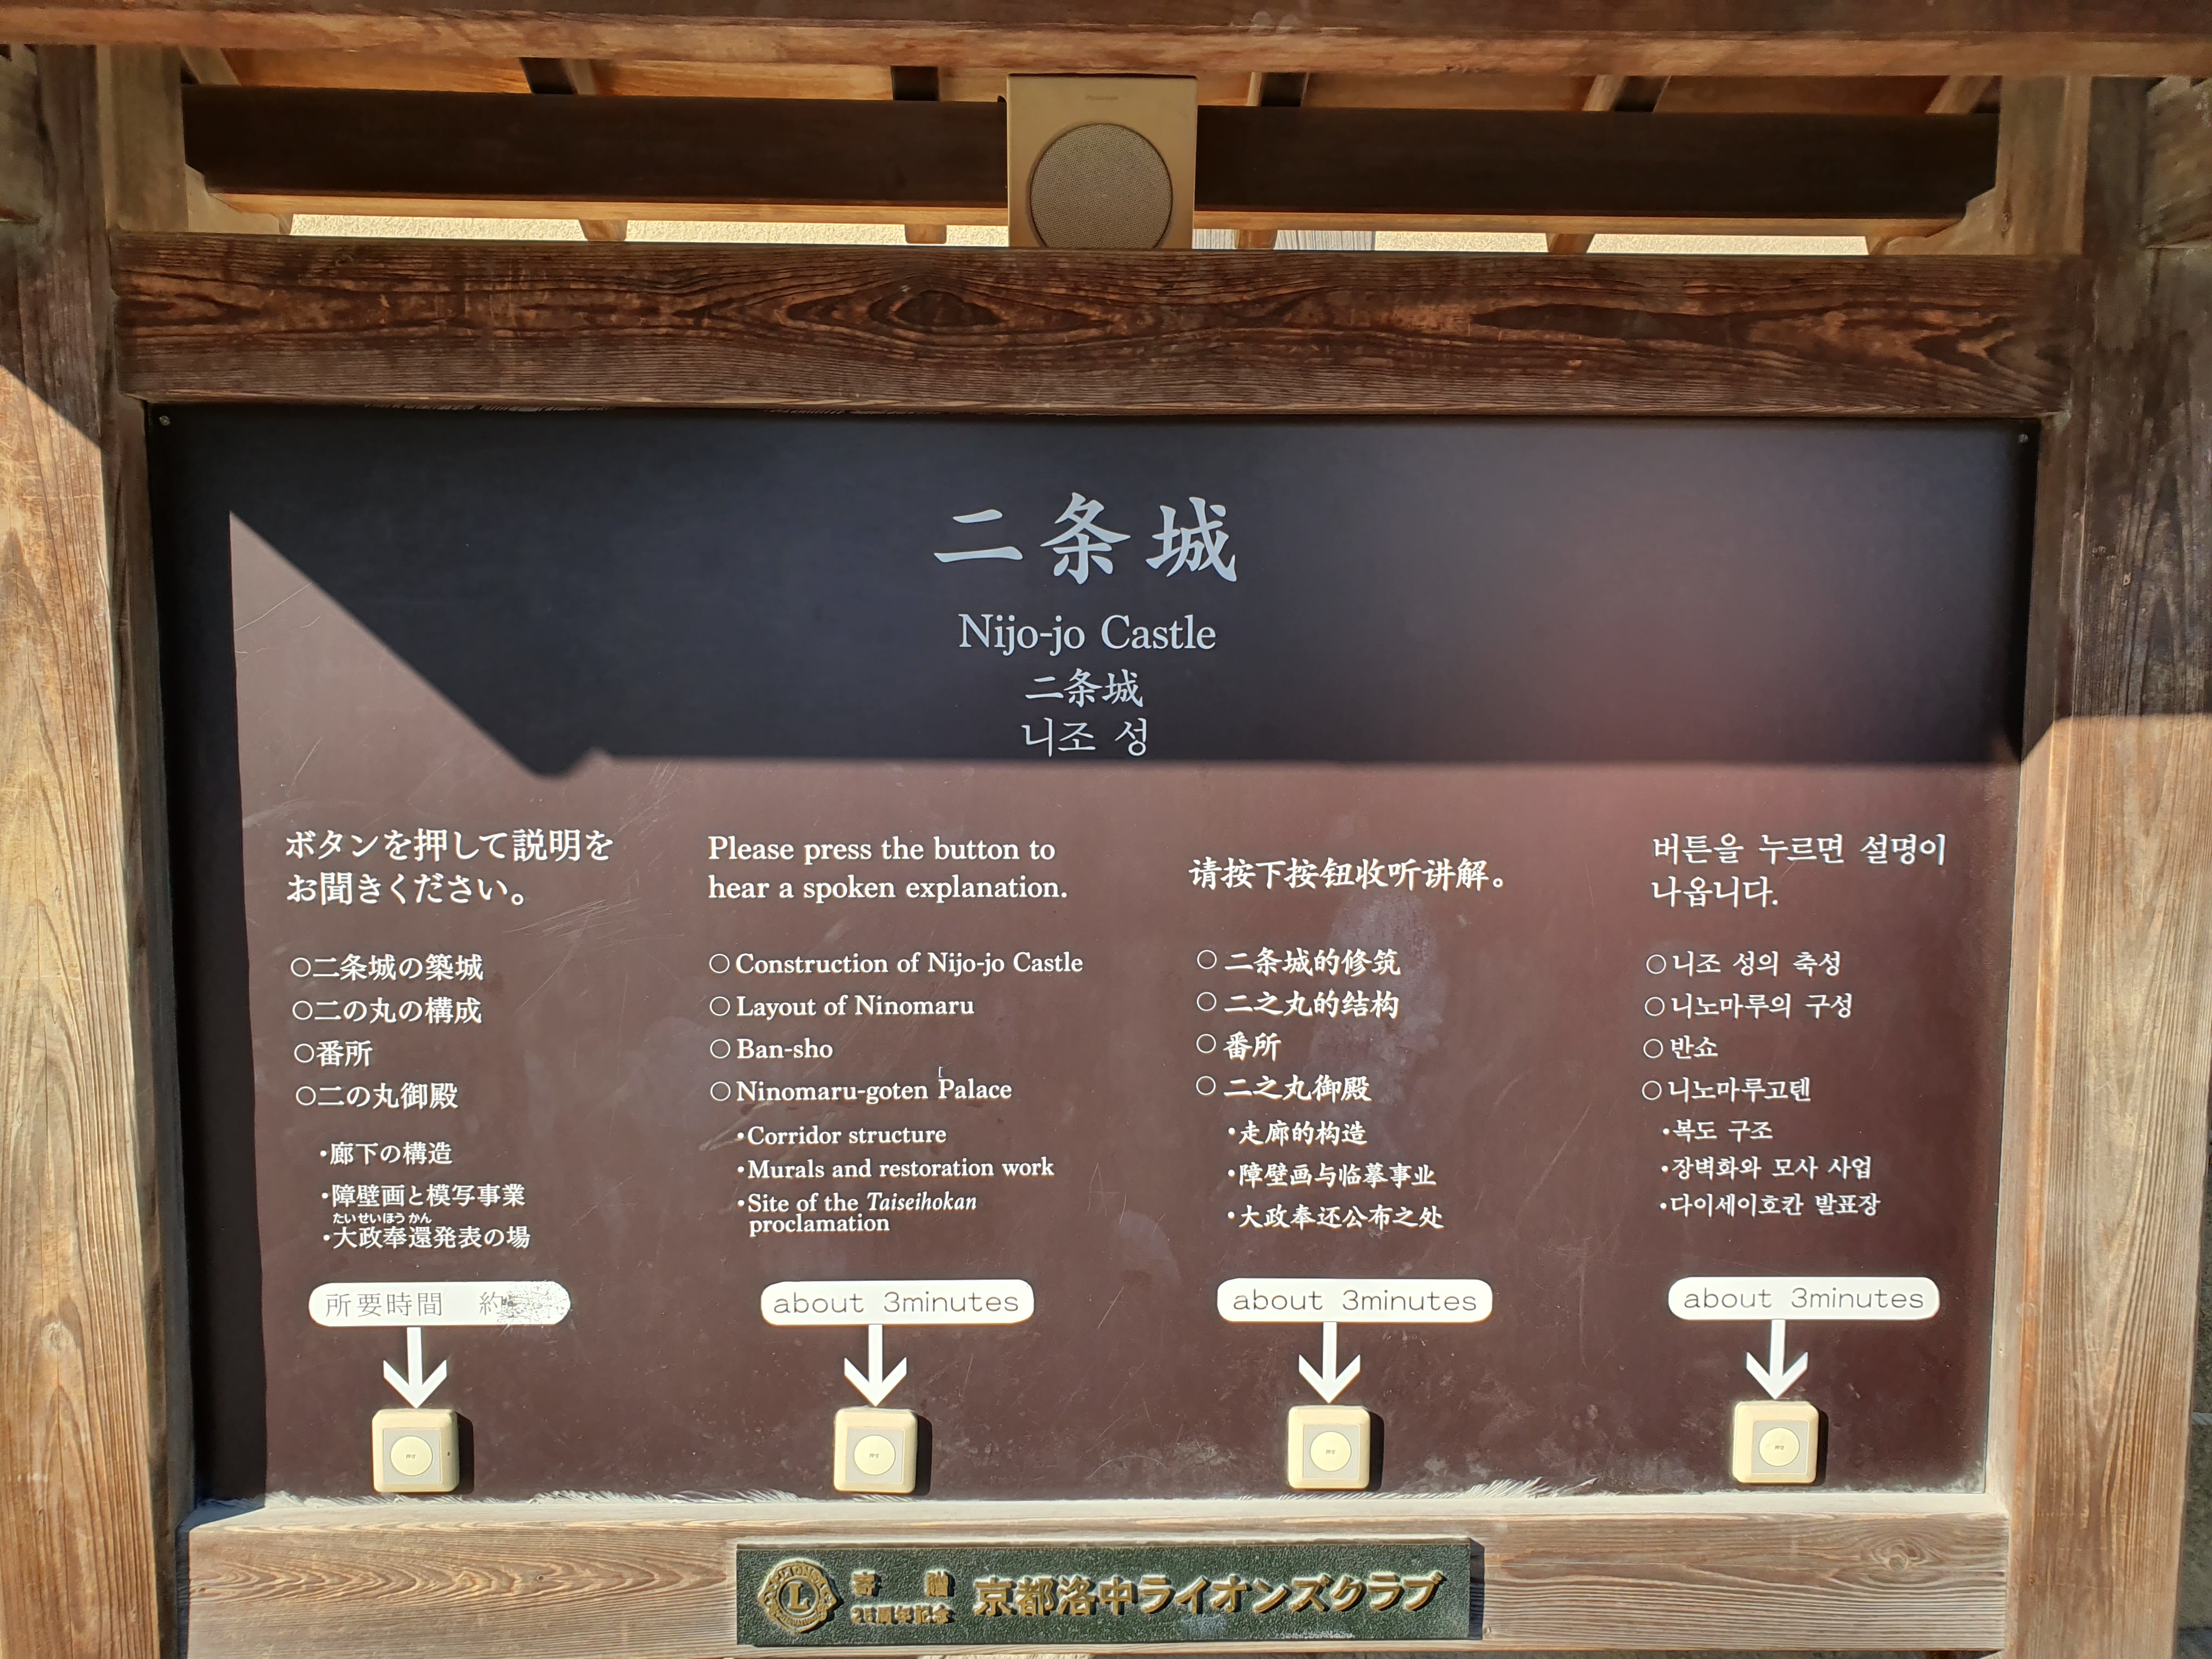 二条城
Nijo-jo Castle
二条城
니조 성
ボタンを押して説明を
お聞きください。
○二条城の築城
○二の丸の構成
○番所
○二の丸御殿
・廊下の構造
・障壁画と模写事業
たいせいほうかん
・大政奉還発表の場
所要時間 約
Please press the button to
hear a spoken explanation.
○ Construction of Nijo-jo Castle
○ Layout of Ninomaru
○ Ban-sho
○ Ninomaru-goten Palace
・Corridor structure
・Murals and restoration work
・Site of the Taiseihokan
proclamation
about 3minutes
请按下按钮收听讲解。
○ 二条城的修筑
○ 二之丸的结构
○ 番所
○ 二之丸御殿
・走廊的构造
・障壁画与临摹事业
・大政奉还公布之处
about 3minutes
버튼을 누르면 설명이
나옵니다.
○니조 성의 축성
○니노마루의 구성
○반쇼
○니노마루고텐
・복도 구조
・장벽화와 모사 사업
・다이세이호칸 발표장
about 3minutes
寄贈
25周年記念
京都洛中ライオンズクラブ